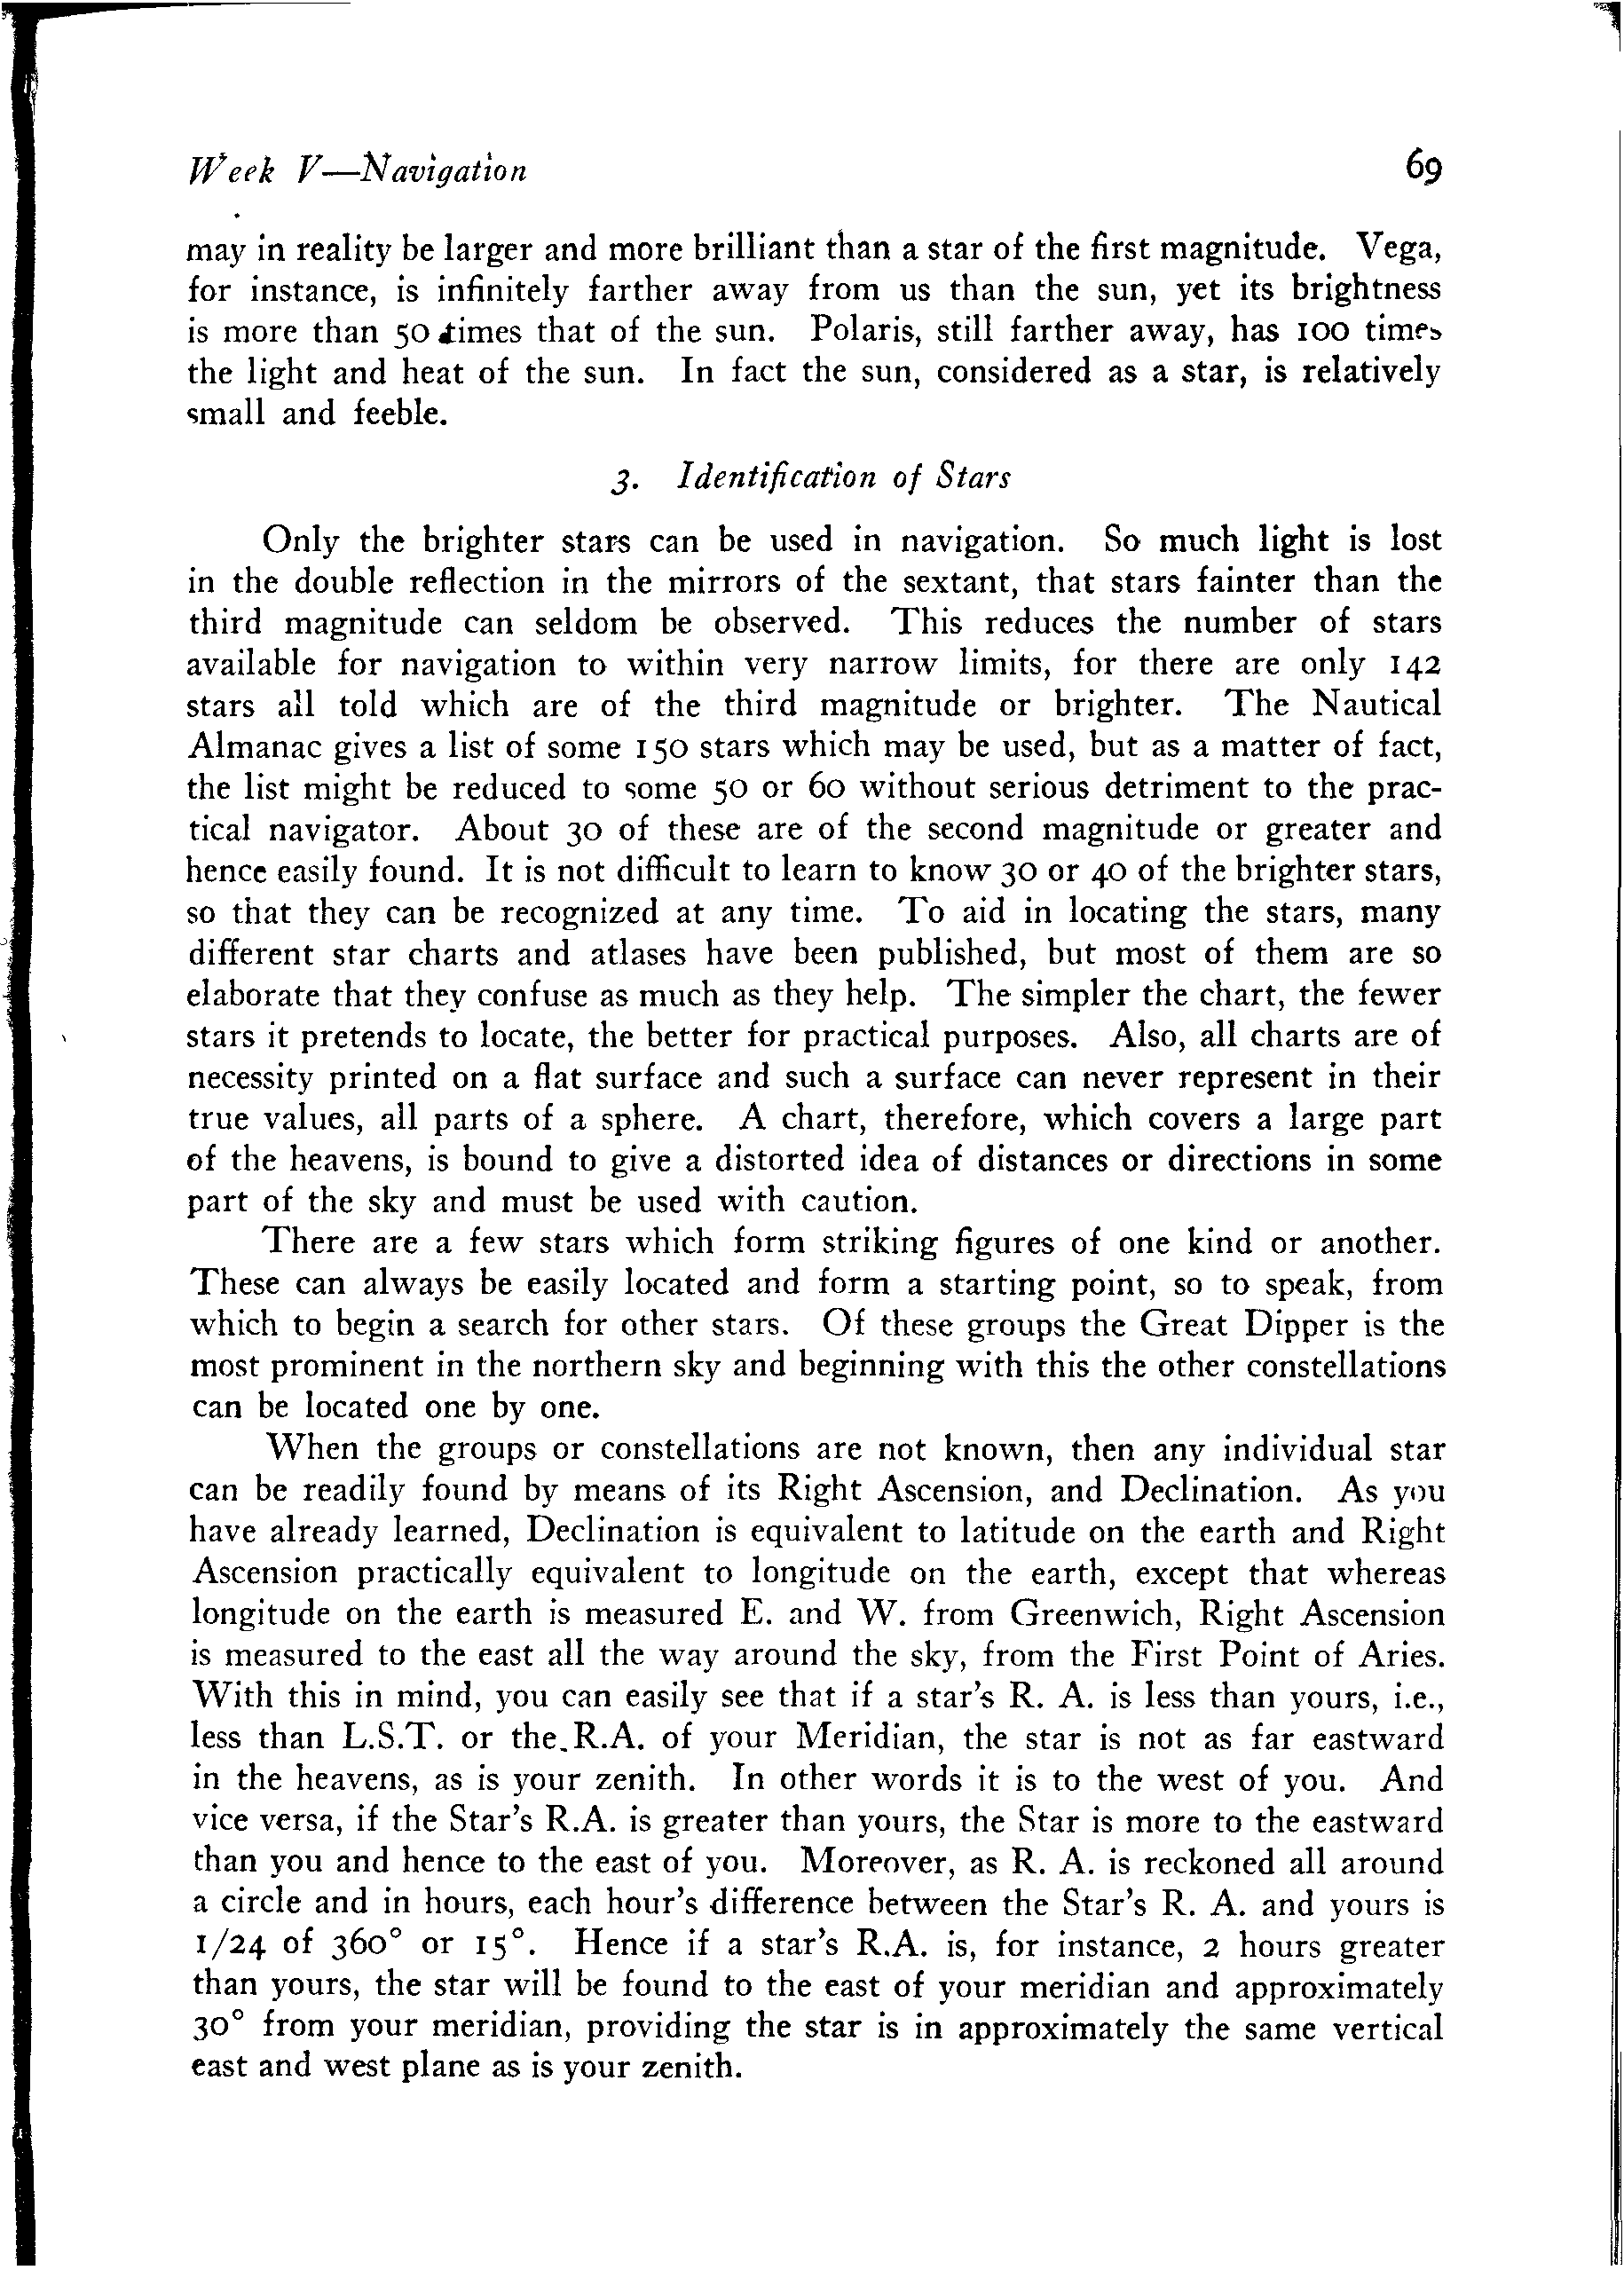 Week V—Navigation 69
may in reality be larger and more brilliant than a star of the first magnitude. Vega,
for instance, is infinitely farther away from us than the sun, yet its brightness
is more than 50 times that of the sun. Polaris, still farther away, has 100 times
the light and heat of the sun. In fact the sun, considered as a star, is relatively
small and feeble.
3. Identification of Stars
Only the brighter stars can be used in navigation. So much light is lost
in the double reflection in the mirrors of the sextant, that stars fainter than the
third magnitude can seldom be observed. This reduces the number of stars
available for navigation to within very narrow limits, for there are only 142
stars all told which are of the third magnitude or brighter. The Nautical
Almanac gives a list of some 150 stars which may be used, but as a matter of fact,
the list might be reduced to some 50 or 60 without serious detriment to the prac-
tical navigator. About 30 of these are of the second magnitude or greater and
hence easily found. It is not difficult to learn to know 30 or 40 of the brighter stars,
so that they can be recognized at any time. To aid in locating the stars, many
different star charts and atlases have been published, but most of them are so
elaborate that they confuse as much as they help. The simpler the chart, the fewer
stars it pretends to locate, the better for practical purposes. Also, all charts are of
necessity printed on a flat surface and such a surface can never represent in their
true values, all parts of a sphere. A chart, therefore, which covers a large part
of the heavens, is bound to give a distorted idea of distances or directions in some
part of the sky and must be used with caution.
There are a few stars which form striking figures of one kind or another.
These can always be easily located and form a starting point, so to speak, from
which to begin a search for other stars. Of these groups the Great Dipper is the
most prominent in the northern sky and beginning with this the other constellations
can be located one by one.
When the groups or constellations are not known, then any individual star
can be readily found by means of its Right Ascension, and Declination. As you
have already learned, Declination is equivalent to latitude on the earth and Right
Ascension practically equivalent to longitude on the earth, except that whereas
longitude on the earth is measured E. and W. from Greenwich, Right Ascension
is measured to the east all the way around the sky, from the First Point of Aries.
With this in mind, you can easily see that if a star's R. A. is less than yours, i.e.,
less than L.S.T. or the R.A. of your Meridian, the star is not as far eastward
in the heavens, as is your zenith. In other words it is to the west of you. And
vice versa, if the Star's R.A. is greater than yours, the Star is more to the eastward
than you and hence to the east of you. Moreover, as R. A. is reckoned all around
a circle and in hours, each hour's difference between the Star's R. A. and yours is
1/24 of 360° or 15°. Hence if a star's R.A. is, for instance, 2 hours greater
than yours, the star will be found to the east of your meridian and approximately
30° from your meridian, providing the star is in approximately the same vertical
east and west plane as is your zenith.